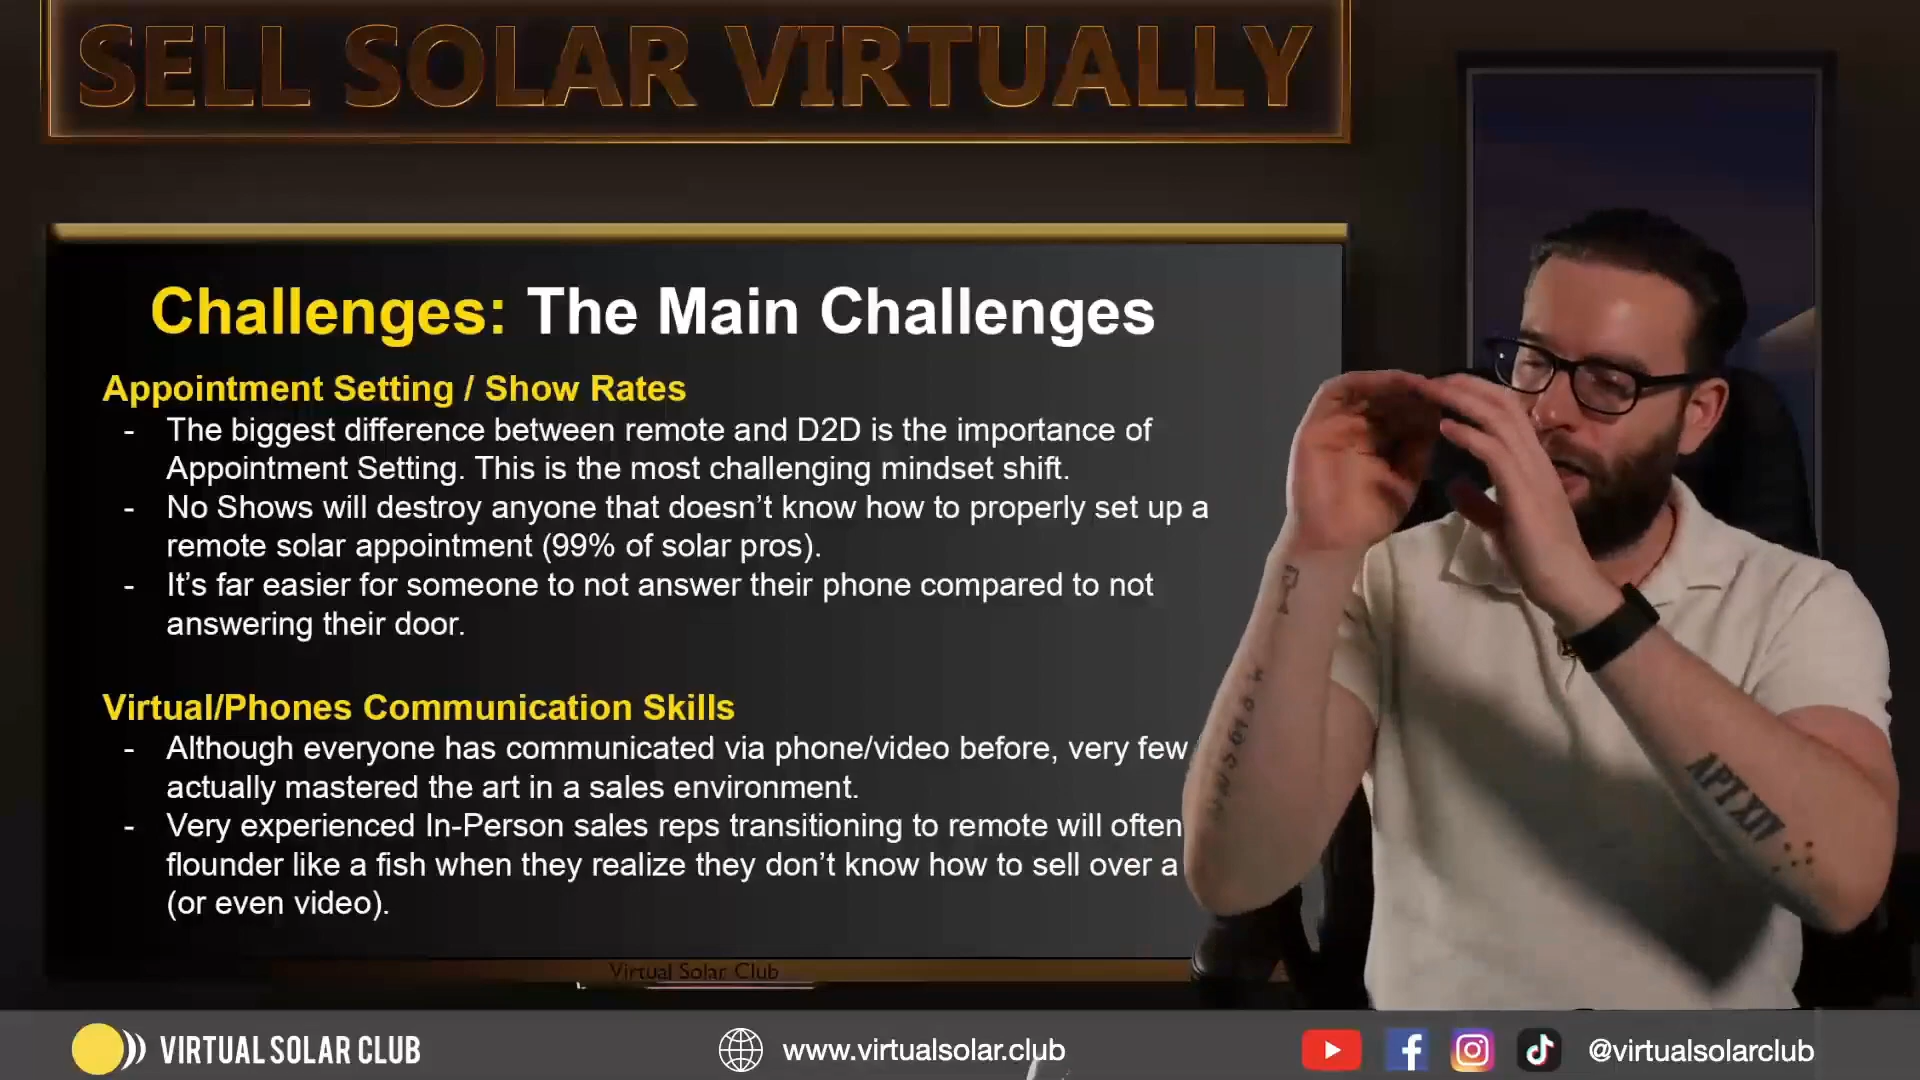 SELL SOLAR VIRTUALLY
Challenges: The Main Challenges
Appointment Setting / Show Rates
- The biggest difference between remote and D2D is the importance of
Appointment Setting. This is the most challenging mindset shift.
- No Shows will destroy anyone that doesn't know how to properly set up a
remote solar appointment (99% of solar pros).
- It's far easier for someone to not answer their phone compared to not
answering their door.
Virtual/Phones Communication Skills
- Although everyone has communicated via phone/video before, very few
actually mastered the art in a sales environment.
- Very experienced In-Person sales reps transitioning to remote will often
flounder like a fish when they realize they don't know how to sell over a
(or even video).
Virtual Solar Club
APT XIV
VIRTUAL SOLAR CLUB
www.virtualsolar.club
@virtualsolarclub